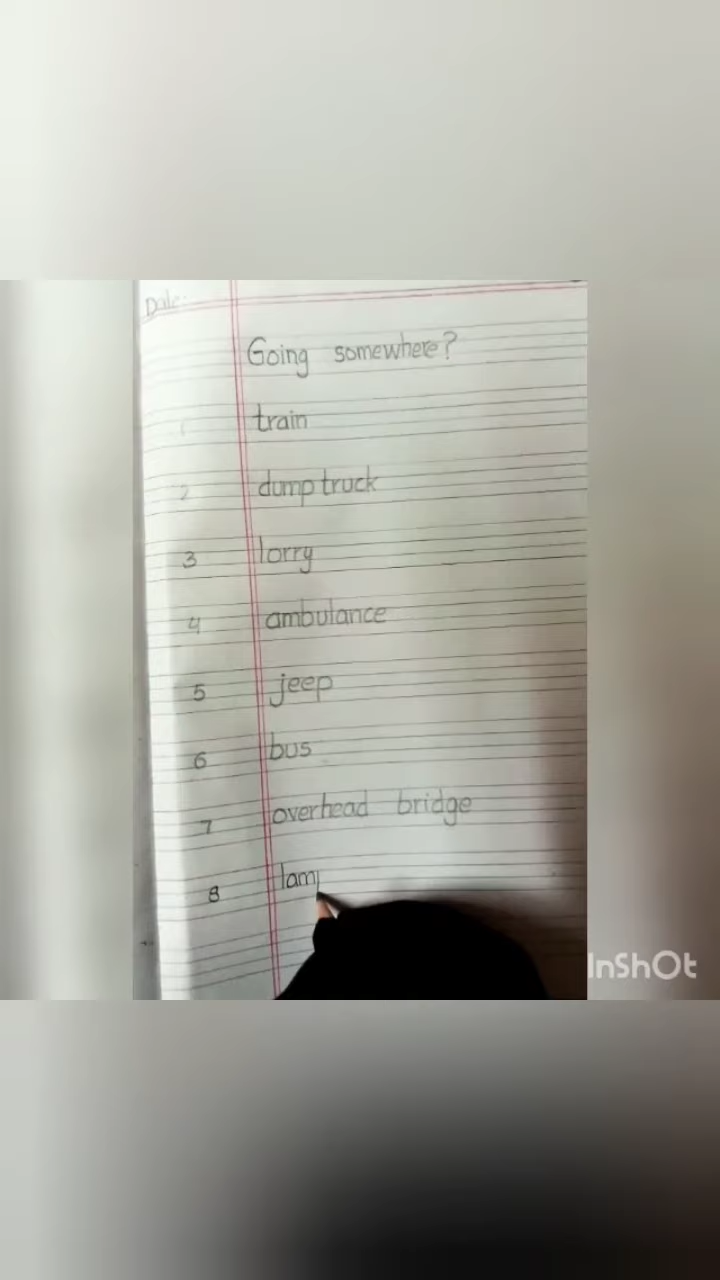 Date:
Going somewhere?
1 train
2 dump truck
3 lorry
4 ambulance
5 jeep
6 bus
7 overhead bridge
8 lam
InShOt